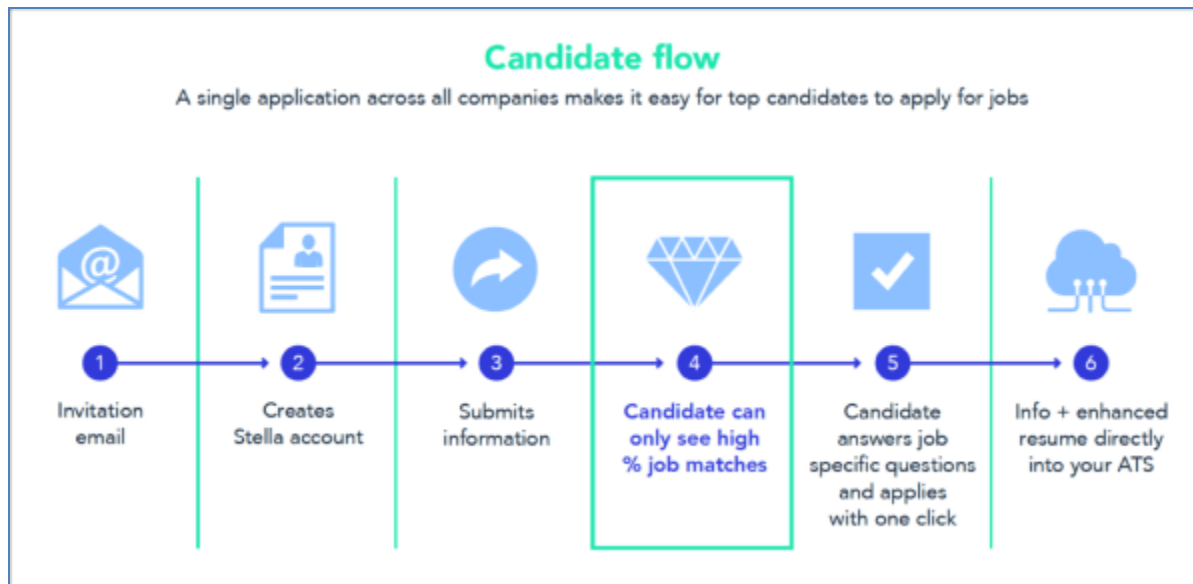 Candidate flow
A single application across all companies makes it easy for top candidates to apply for jobs
@
1
2
3
4
5
6
Invitation
email
Creates
Stella account
Submits
information
Candidate can
only see high
% job matches
Candidate
answers job
specific questions
and applies
with one click
Info + enhanced
resume directly
into your ATS